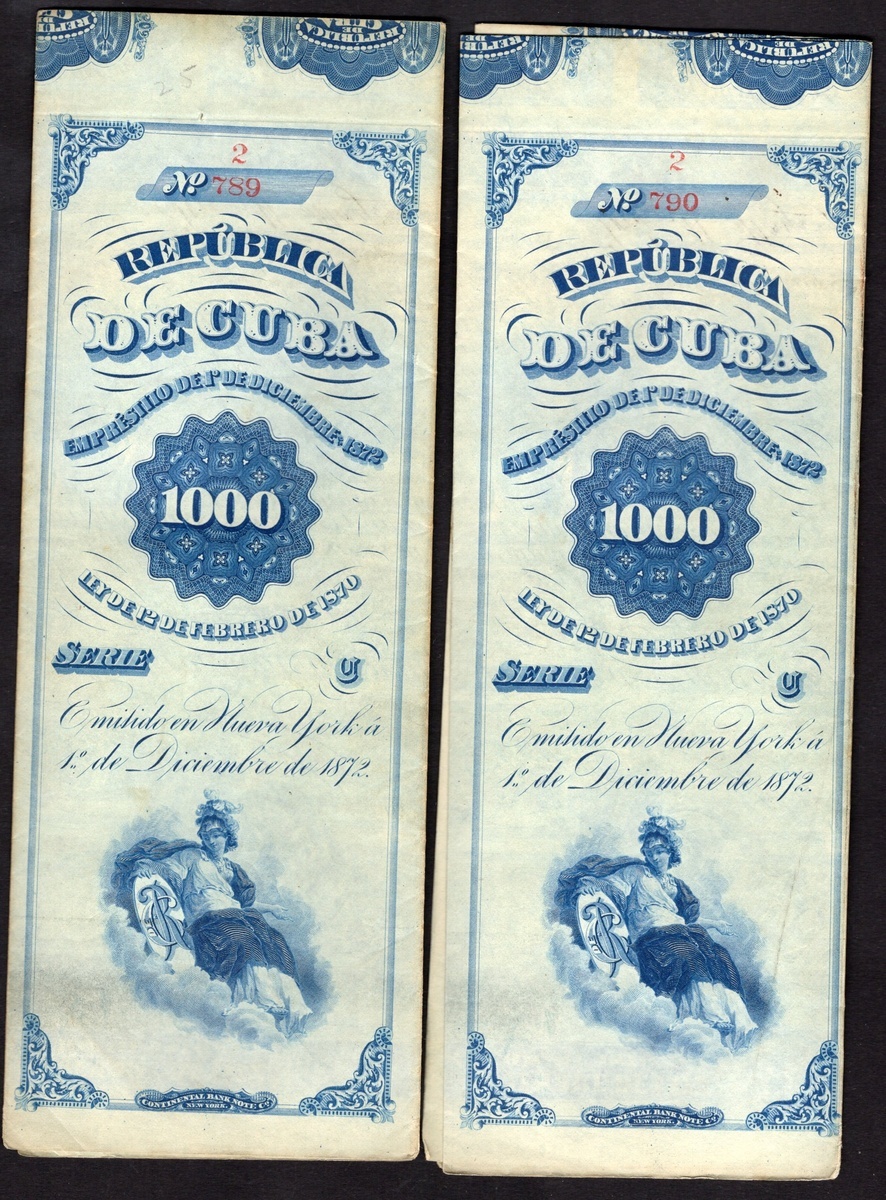 25
2
Nº 789
REPÚBLICA
DE CUBA
EMPRÉSTITO DE 1º DE DICIEMBRE DE 1872
1000
LEY DE 12 DE FEBRERO DE 1870
SERIE C
Emitido en Nueva York á
1º de Diciembre de 1872.
CONTINENTAL BANK NOTE Cº
NEW YORK.
2
Nº 790
REPÚBLICA
DE CUBA
EMPRÉSTITO DE 1º DE DICIEMBRE DE 1872
1000
LEY DE 12 DE FEBRERO DE 1870
SERIE C
Emitido en Nueva York á
1º de Diciembre de 1872.
CONTINENTAL BANK NOTE Cº
NEW YORK.